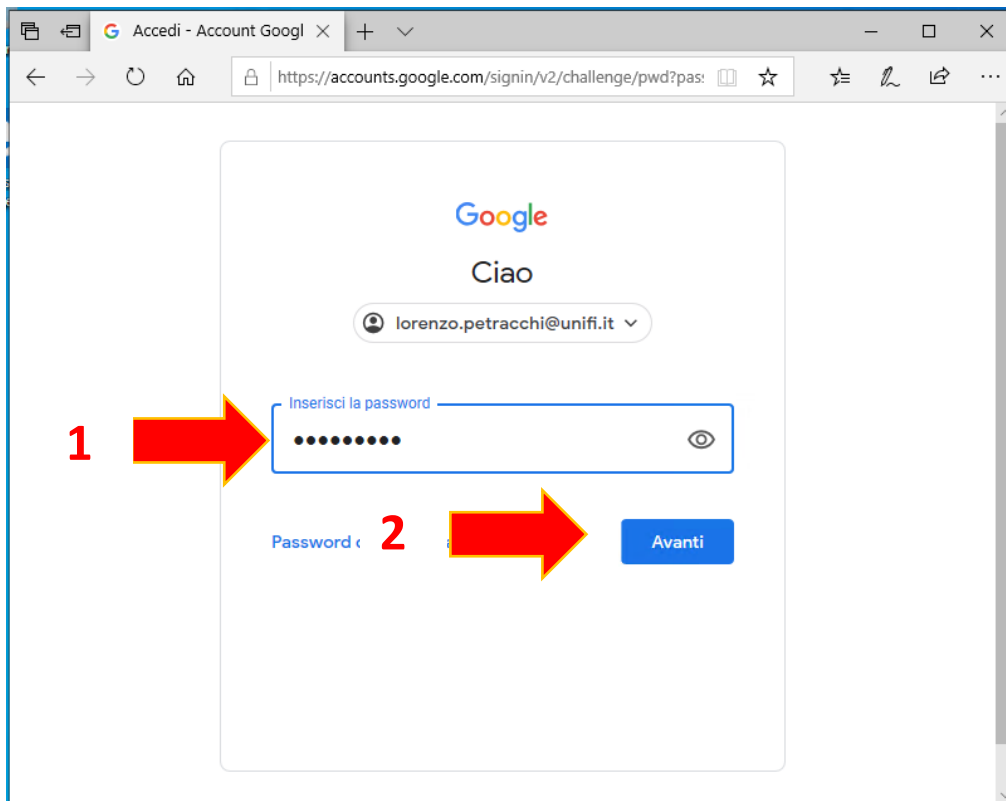 Accedi - Account Googl
https://accounts.google.com/signin/v2/challenge/pwd?pas
Google
Ciao
lorenzo.petracchi@unifi.it
Inserisci la password
•••••••••
1
Password
2
Avanti